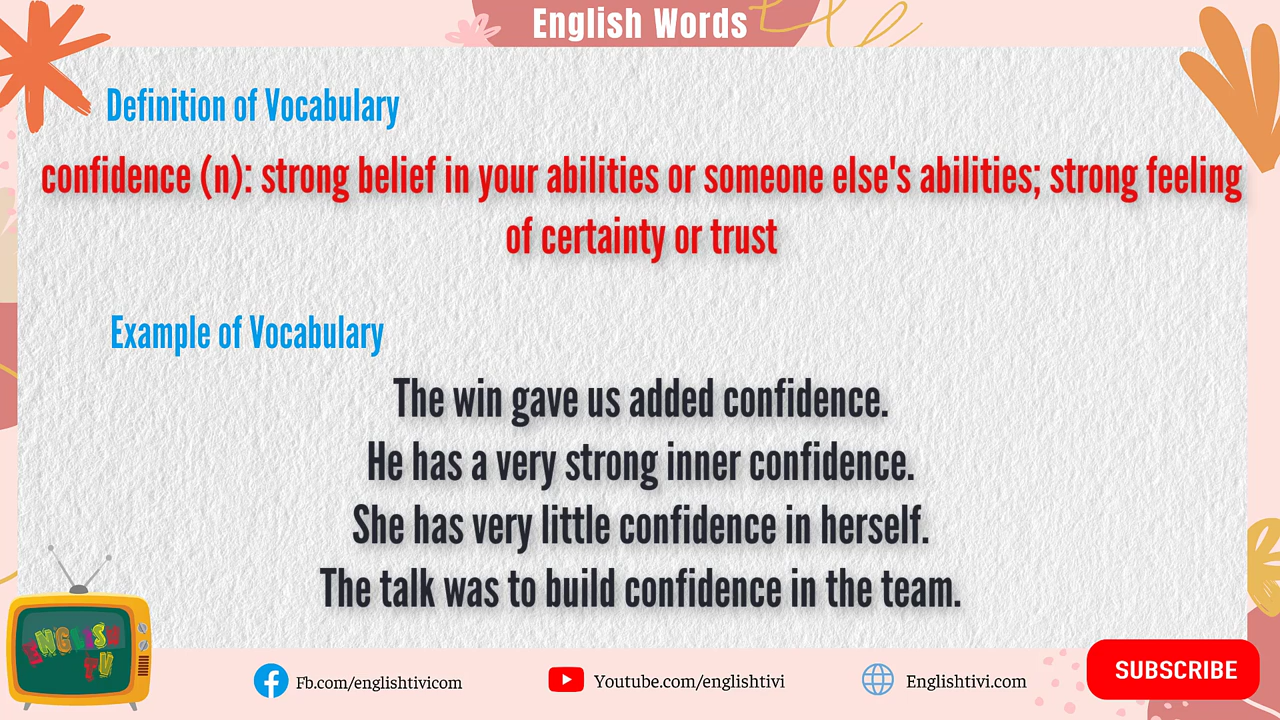 English Words
Definition of Vocabulary
confidence (n): strong belief in your abilities or someone else's abilities; strong feeling
of certainty or trust
Example of Vocabulary
The win gave us added confidence.
He has a very strong inner confidence.
She has very little confidence in herself.
The talk was to build confidence in the team.
ENGLISH
TV
Fb.com/englishtivicom
Youtube.com/englishtivi
Englishtivi.com
SUBSCRIBE